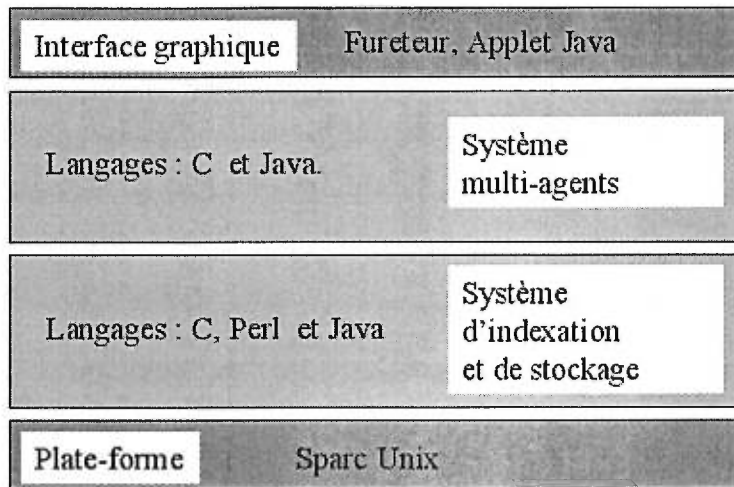 Interface graphique Fureteur, Applet Java
Langages : C et Java.
Système
multi-agents
Langages : C, Perl et Java
Système
d'indexation
et de stockage
Plate-forme Sparc Unix